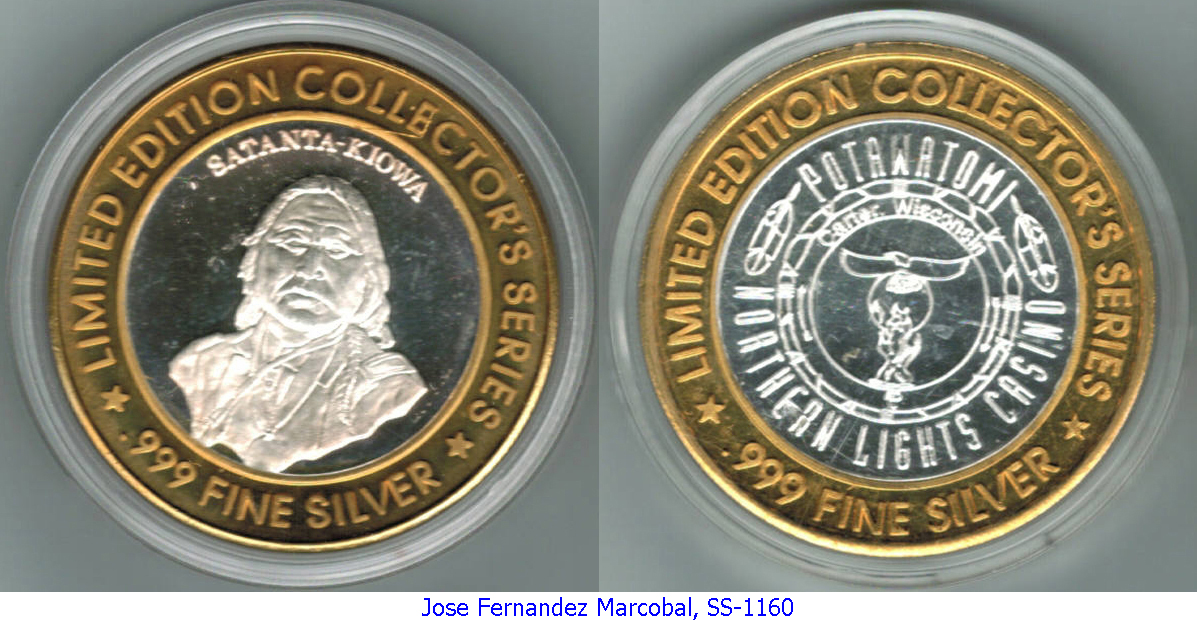 LIMITED EDITION COLLECTOR'S SERIES
SATANTA-KIOWA
★ .999 FINE SILVER ★
LIMITED EDITION COLLECTOR'S SERIES
POTAWATOMI
Carter, Wisconsin
NORTHERN LIGHTS CASINO
★ .999 FINE SILVER ★
Jose Fernandez Marcobal, SS-1160